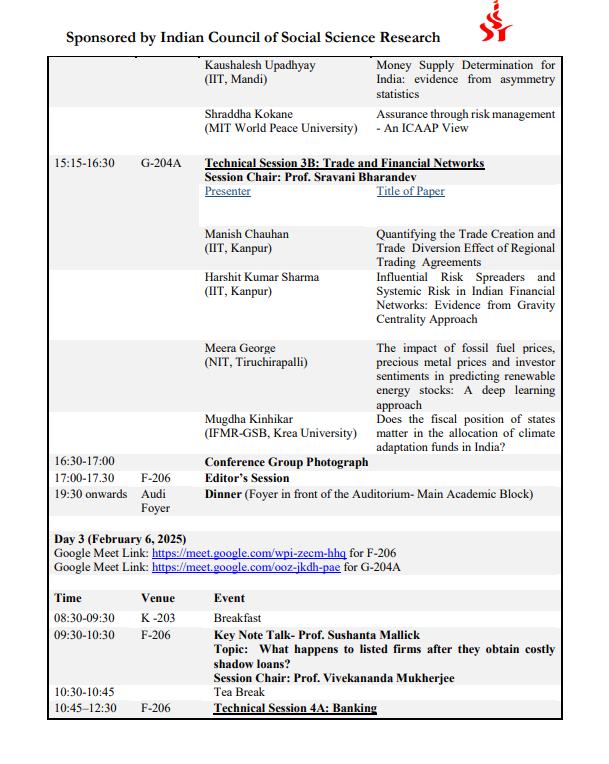 Sponsored by Indian Council of Social Science Research
Kaushalesh Upadhyay
(IIT, Mandi)
Money Supply Determination for
India: evidence from asymmetry
statistics
Shraddha Kokane
(MIT World Peace University)
Assurance through risk management
- An ICAAP View
15:15-16:30 G-204A Technical Session 3B: Trade and Financial Networks
Session Chair: Prof. Sravani Bharandev
Presenter Title of Paper
Manish Chauhan
(IIT, Kanpur)
Quantifying the Trade Creation and
Trade Diversion Effect of Regional
Trading Agreements
Harshit Kumar Sharma
(IIT, Kanpur)
Influential Risk Spreaders and
Systemic Risk in Indian Financial
Networks: Evidence from Gravity
Centrality Approach
Meera George
(NIT, Tiruchirapalli)
The impact of fossil fuel prices,
precious metal prices and investor
sentiments in predicting renewable
energy stocks: A deep learning
approach
Mugdha Kinhikar
(IFMR-GSB, Krea University)
Does the fiscal position of states
matter in the allocation of climate
adaptation funds in India?
16:30-17:00 Conference Group Photograph
17:00-17.30 F-206 Editor's Session
19:30 onwards Audi
Foyer
Dinner (Foyer in front of the Auditorium- Main Academic Block)
Day 3 (February 6, 2025)
Google Meet Link: https://meet.google.com/wpi-zecm-hhq for F-206
Google Meet Link: https://meet.google.com/ooz-jkdh-pae for G-204A
Time Venue Event
08:30-09:30 K -203 Breakfast
09:30-10:30 F-206 Key Note Talk- Prof. Sushanta Mallick
Topic: What happens to listed firms after they obtain costly
shadow loans?
Session Chair: Prof. Vivekananda Mukherjee
10:30-10:45 Tea Break
10:45–12:30 F-206 Technical Session 4A: Banking